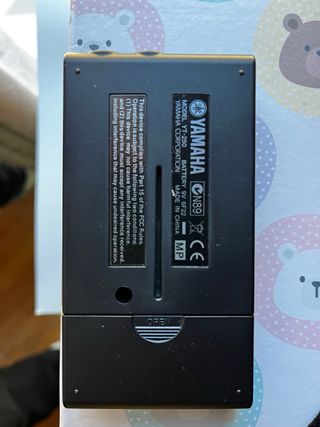 YAMAHA
MODEL YT-250 BATTERY 9V 6F22
YAMAHA CORPORATION MADE IN CHINA
N89
CE
MP
This device complies with Part 15 of the FCC Rules.
Operation is subject to the following two conditions:
(1) This device may not cause harmful interference,
and (2) this device must accept any interference received,
including interference that may cause undesired operation.
OPEN